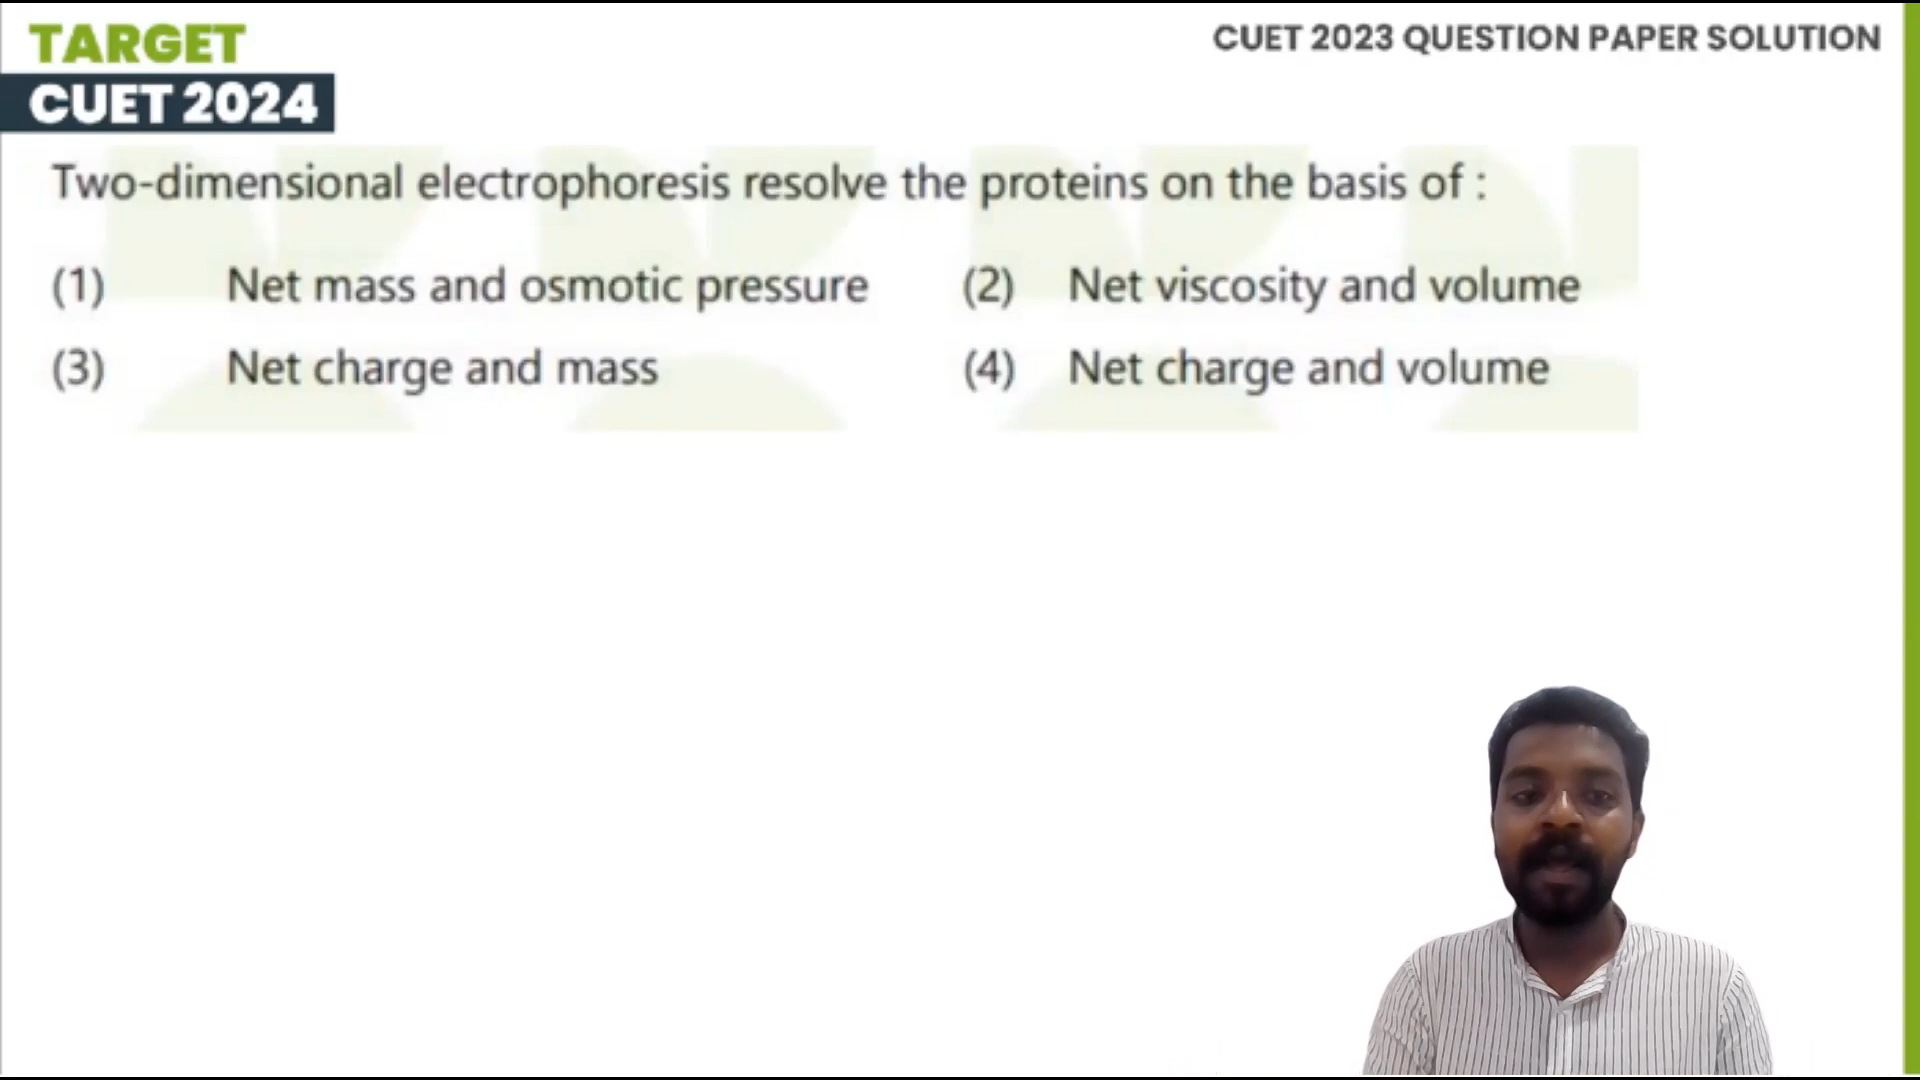 TARGET
CUET 2024
CUET 2023 QUESTION PAPER SOLUTION
Two-dimensional electrophoresis resolve the proteins on the basis of :
(1) Net mass and osmotic pressure (2) Net viscosity and volume
(3) Net charge and mass (4) Net charge and volume